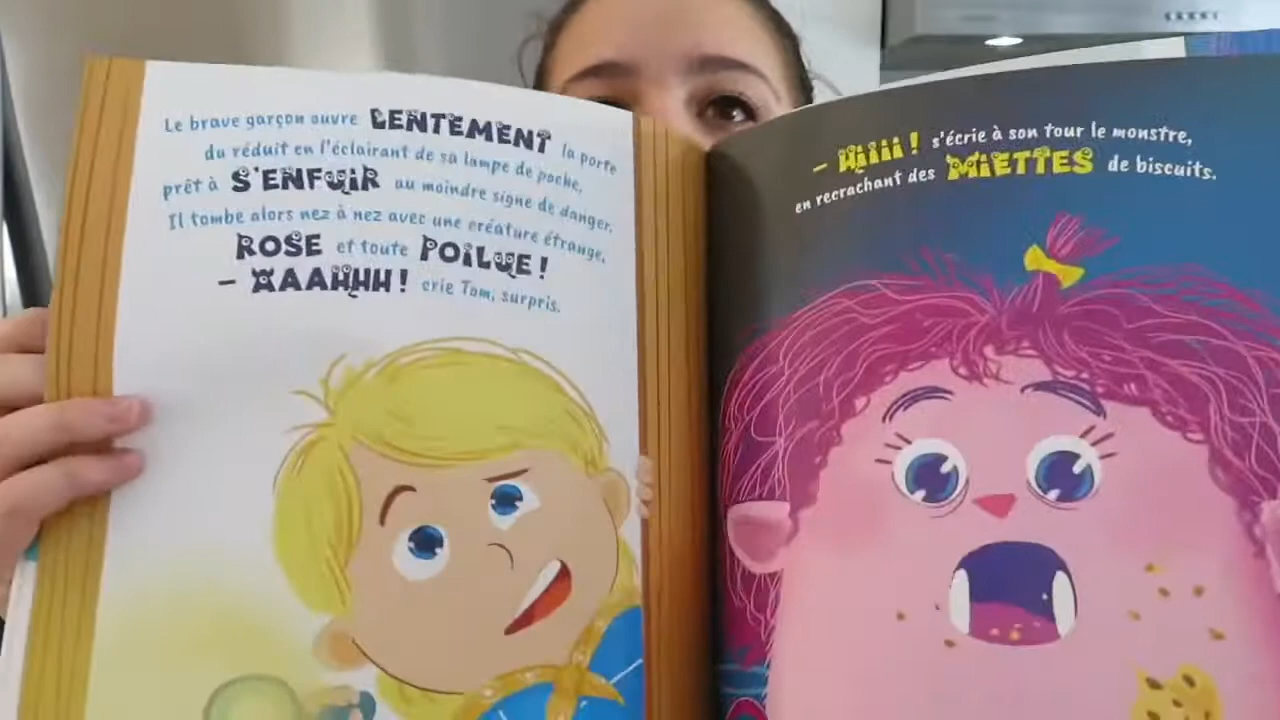 Le brave garçon ouvre LENTEMENT la porte
du réduit en l'éclairant de sa lampe de poche,
prêt à S'ENFUIR au moindre signe de danger.
Il tombe alors nez à nez avec une créature étrange,
ROSE et toute POILUE !
– AAAHHH ! crie Tom, surpris.
– Hiiii ! s'écrie à son tour le monstre,
en recrachant des MIETTES de biscuits.